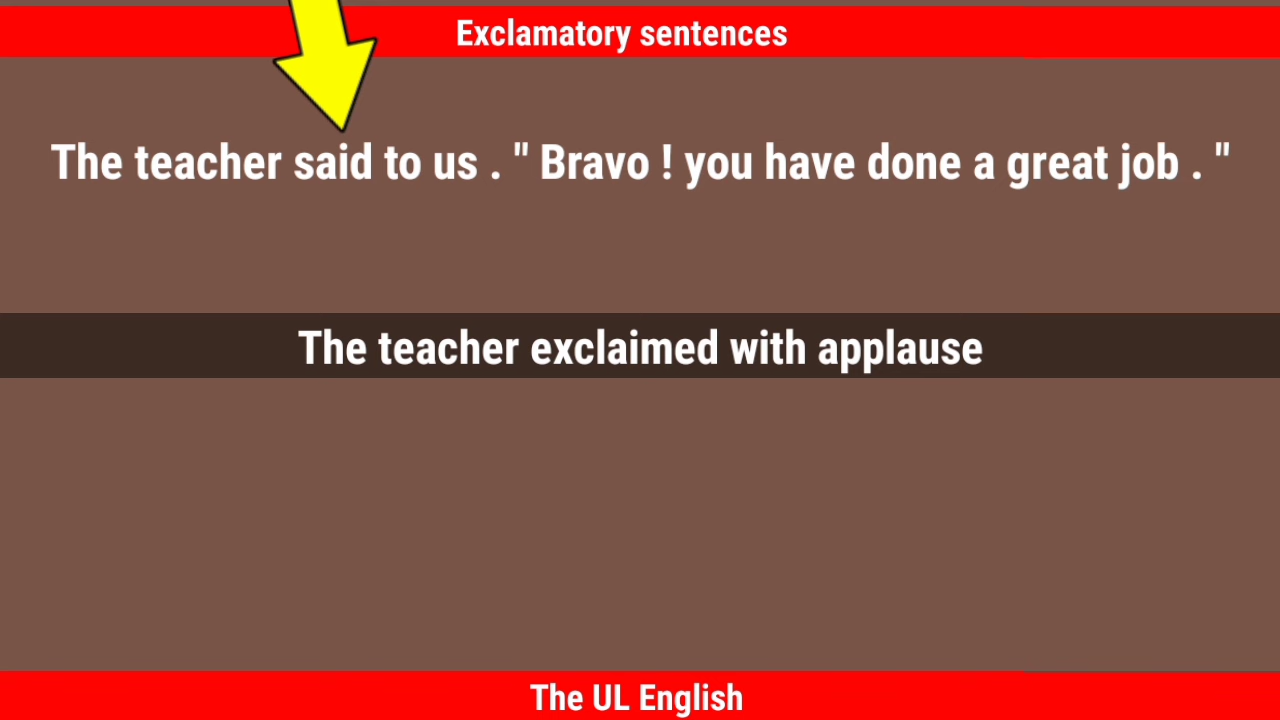 Exclamatory sentences
The teacher said to us . " Bravo ! you have done a great job . "
The teacher exclaimed with applause
The UL English